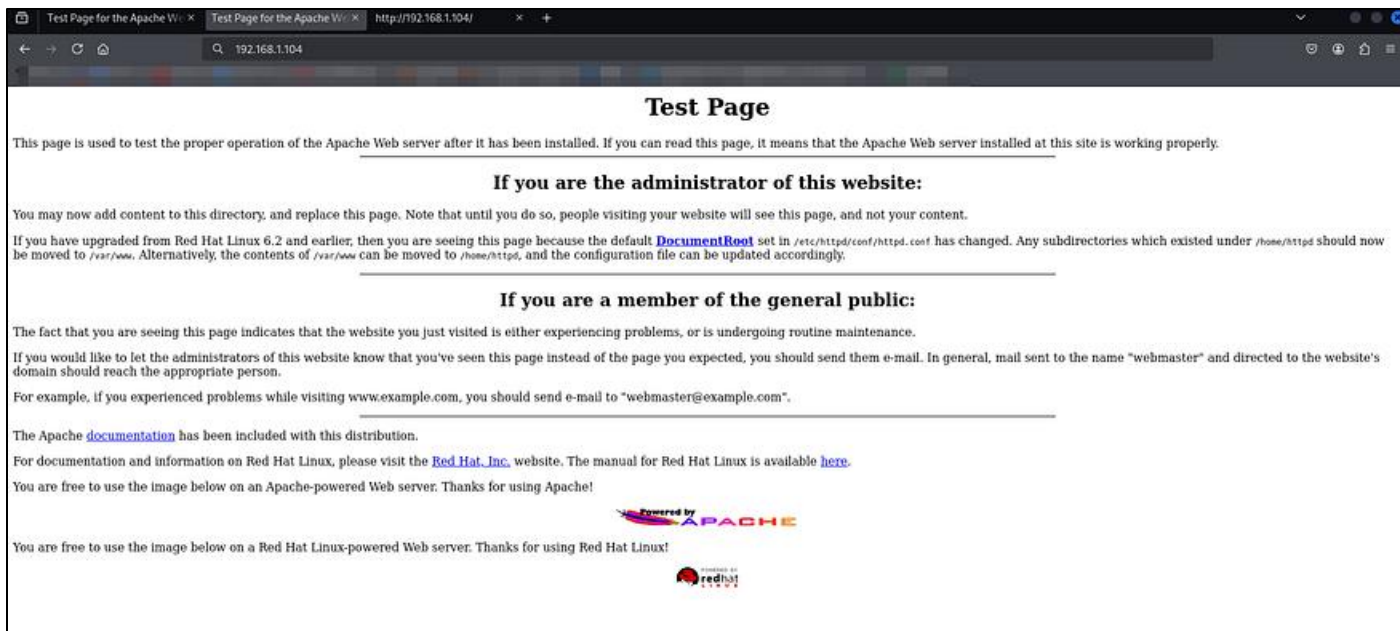 Test Page for the Apache We
Test Page for the Apache We
http://192.168.1.104/
192.168.1.104
Test Page
This page is used to test the proper operation of the Apache Web server after it has been installed. If you can read this page, it means that the Apache Web server installed at this site is working properly.
If you are the administrator of this website:
You may now add content to this directory, and replace this page. Note that until you do so, people visiting your website will see this page, and not your content.
If you have upgraded from Red Hat Linux 6.2 and earlier, then you are seeing this page because the default DocumentRoot set in /etc/httpd/conf/httpd.conf has changed. Any subdirectories which existed under /home/httpd should now
be moved to /var/www. Alternatively, the contents of /var/www can be moved to /home/httpd, and the configuration file can be updated accordingly.
If you are a member of the general public:
The fact that you are seeing this page indicates that the website you just visited is either experiencing problems, or is undergoing routine maintenance.
If you would like to let the administrators of this website know that you've seen this page instead of the page you expected, you should send them e-mail. In general, mail sent to the name "webmaster" and directed to the website's
domain should reach the appropriate person.
For example, if you experienced problems while visiting www.example.com, you should send e-mail to "webmaster@example.com".
The Apache documentation has been included with this distribution.
For documentation and information on Red Hat Linux, please visit the Red Hat, Inc. website. The manual for Red Hat Linux is available here.
You are free to use the image below on an Apache-powered Web server. Thanks for using Apache!
Powered by
APACHE
You are free to use the image below on a Red Hat Linux-powered Web server. Thanks for using Red Hat Linux!
POWERED BY
redhat
LINUX